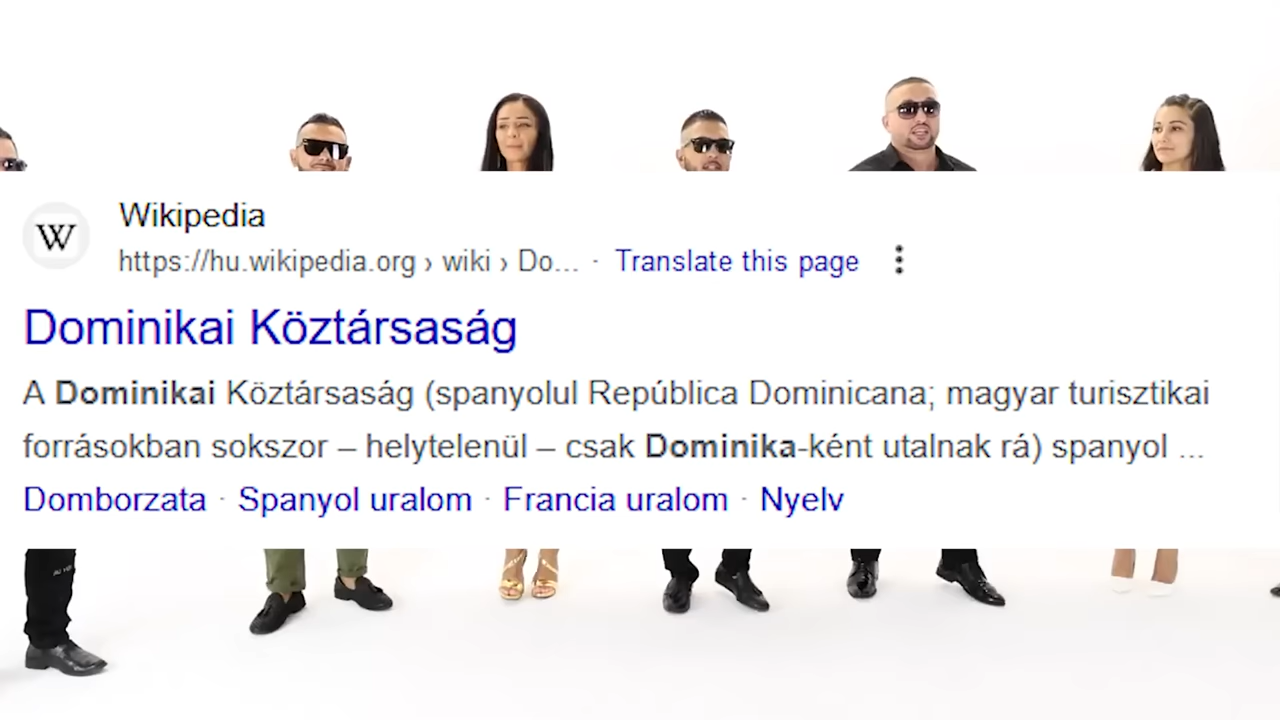 Wikipedia
https://hu.wikipedia.org › wiki › Do... · Translate this page
Dominikai Köztársaság
A Dominikai Köztársaság (spanyolul República Dominicana; magyar turisztikai
forrásokban sokszor – helytelenül – csak Dominika-ként utalnak rá) spanyol ...
Domborzata · Spanyol uralom · Francia uralom · Nyelv